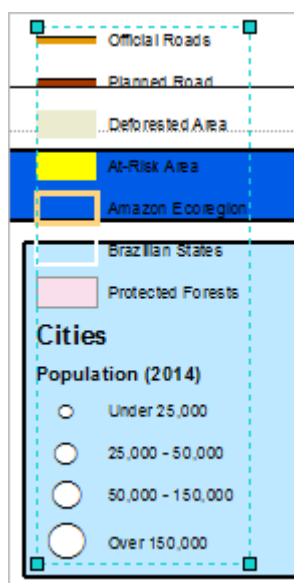 Official Roads
Planned Road
Deforested Area
At-Risk Area
Amazon Ecoregion
Brazilian States
Protected Forests
Cities
Population (2014)
Under 25,000
25,000 - 50,000
50,000 - 150,000
Over 150,000